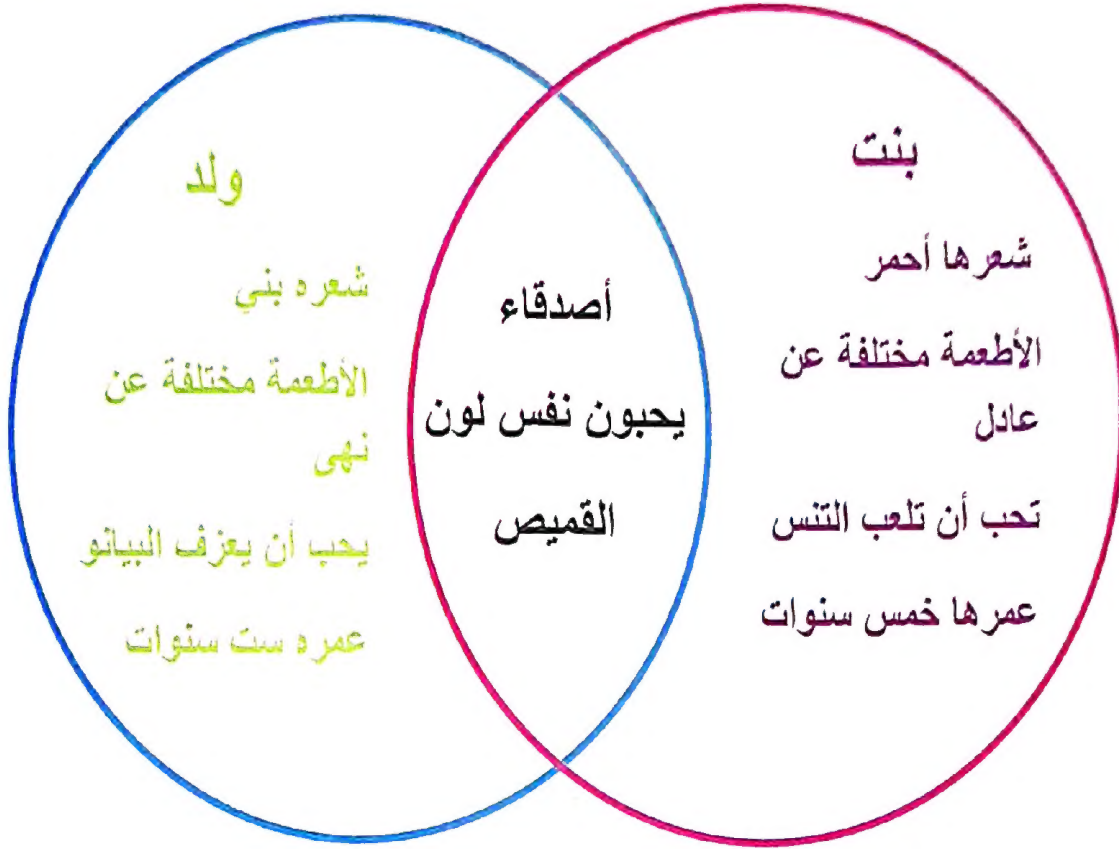 بنت
شعرها أحمر
الأطعمة مختلفة عن
عادل
تحب أن تلعب التنس
عمرها خمس سنوات
أصدقاء
يحبون نفس لون
القميص
ولد
شعره بني
الأطعمة مختلفة عن
نهى
يحب أن يعزف البيانو
عمره ست سنوات